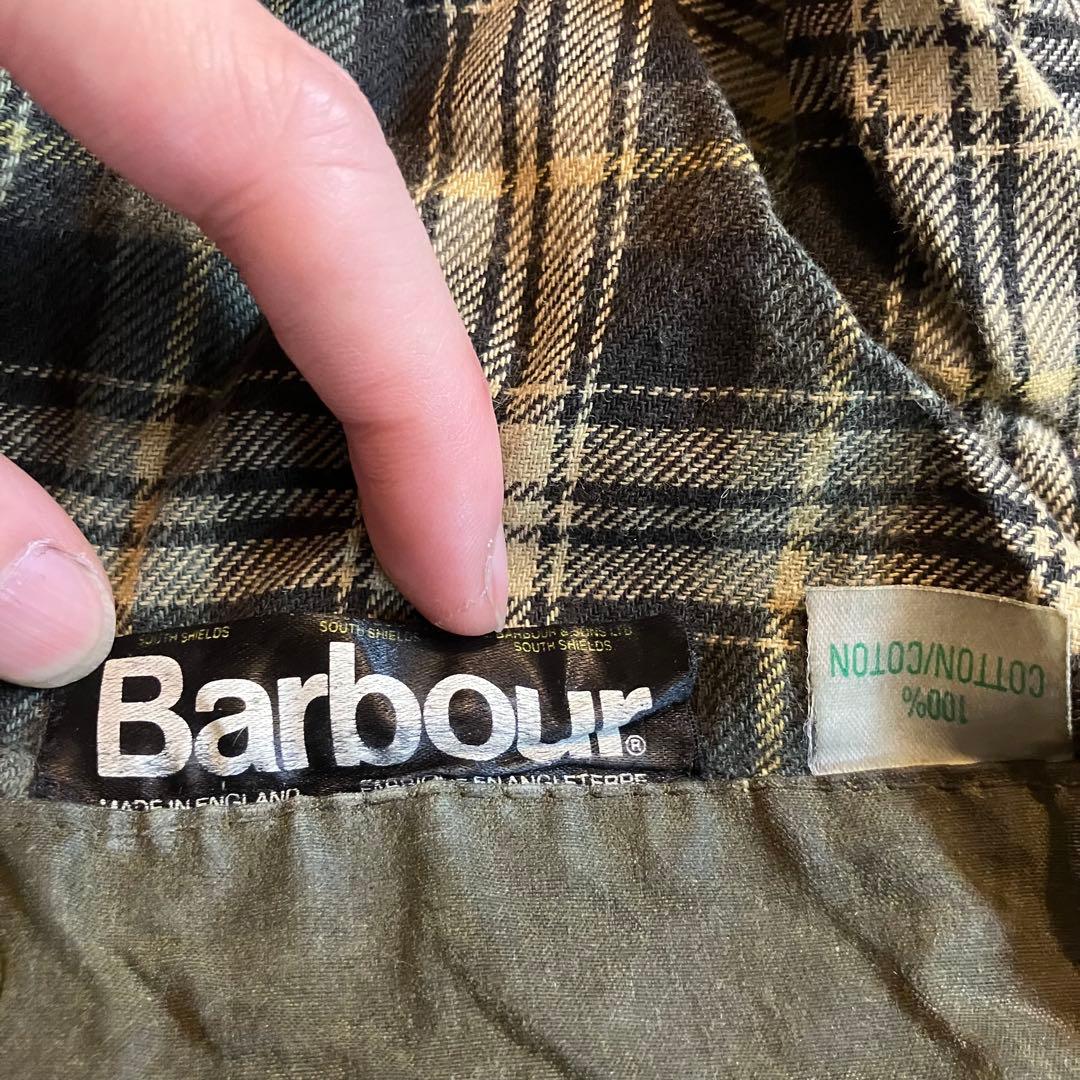 SOUTH SHIELDS
SOUTH SHIELDS
BARBOUR & SONS LTD
SOUTH SHIELDS
Barbour®
MADE IN ENGLAND
FABRIQUE EN ANGLETERRE
100%
COTTON/COTON